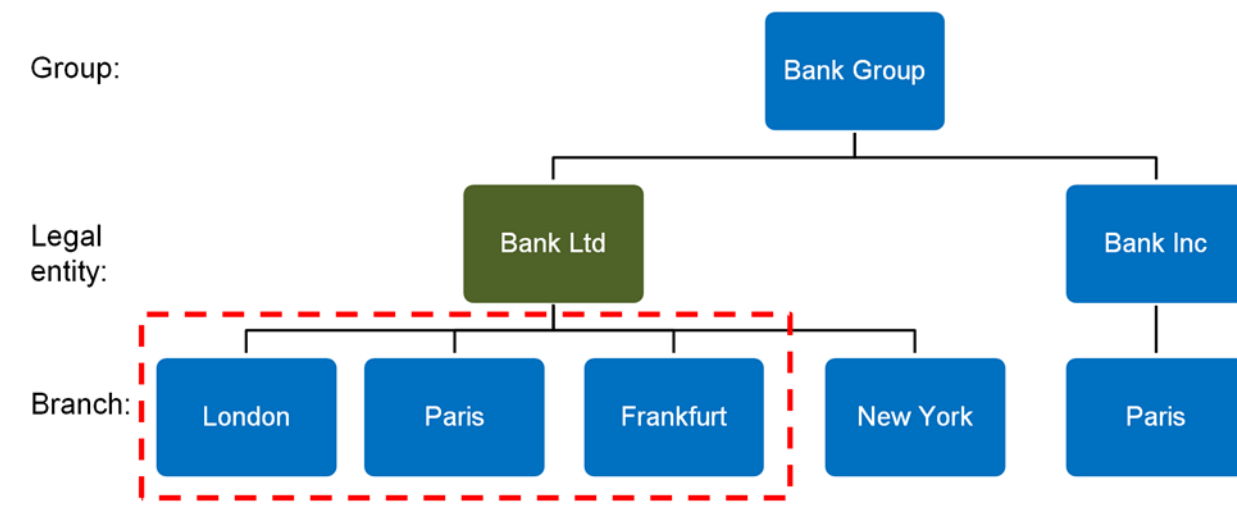 Group:
Bank Group
Legal
entity:
Bank Ltd
Bank Inc
Branch:
London
Paris
Frankfurt
New York
Paris